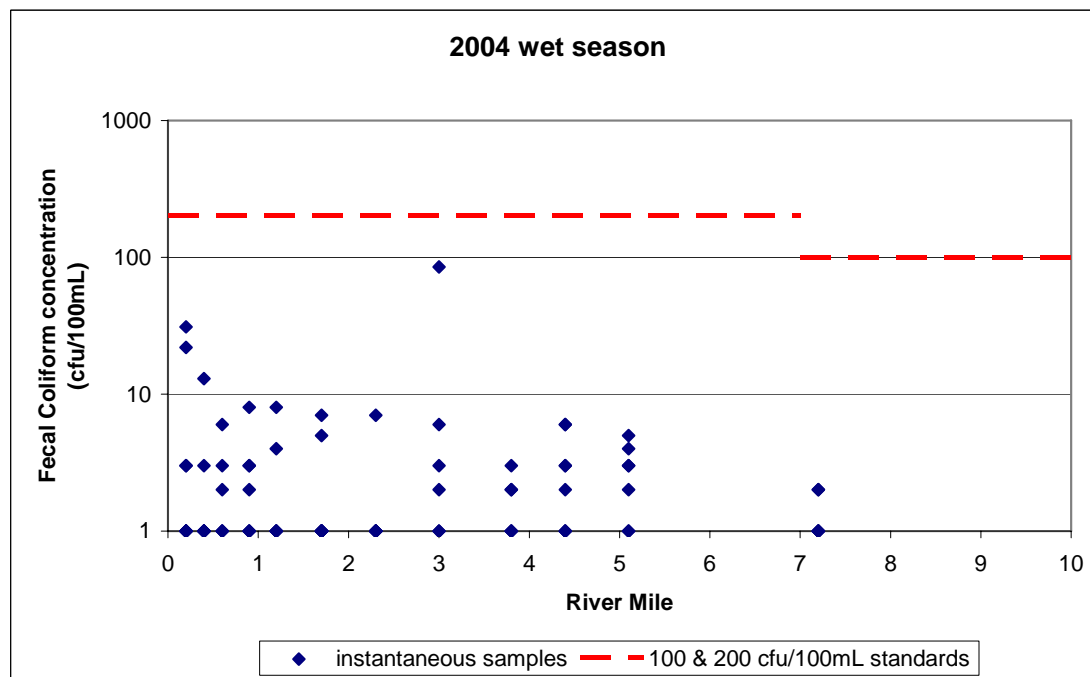 2004 wet season
1000
100
10
1
Fecal Coliform concentration
(cfu/100mL)
0 1 2 3 4 5 6 7 8 9 10
River Mile
instantaneous samples 100 & 200 cfu/100mL standards